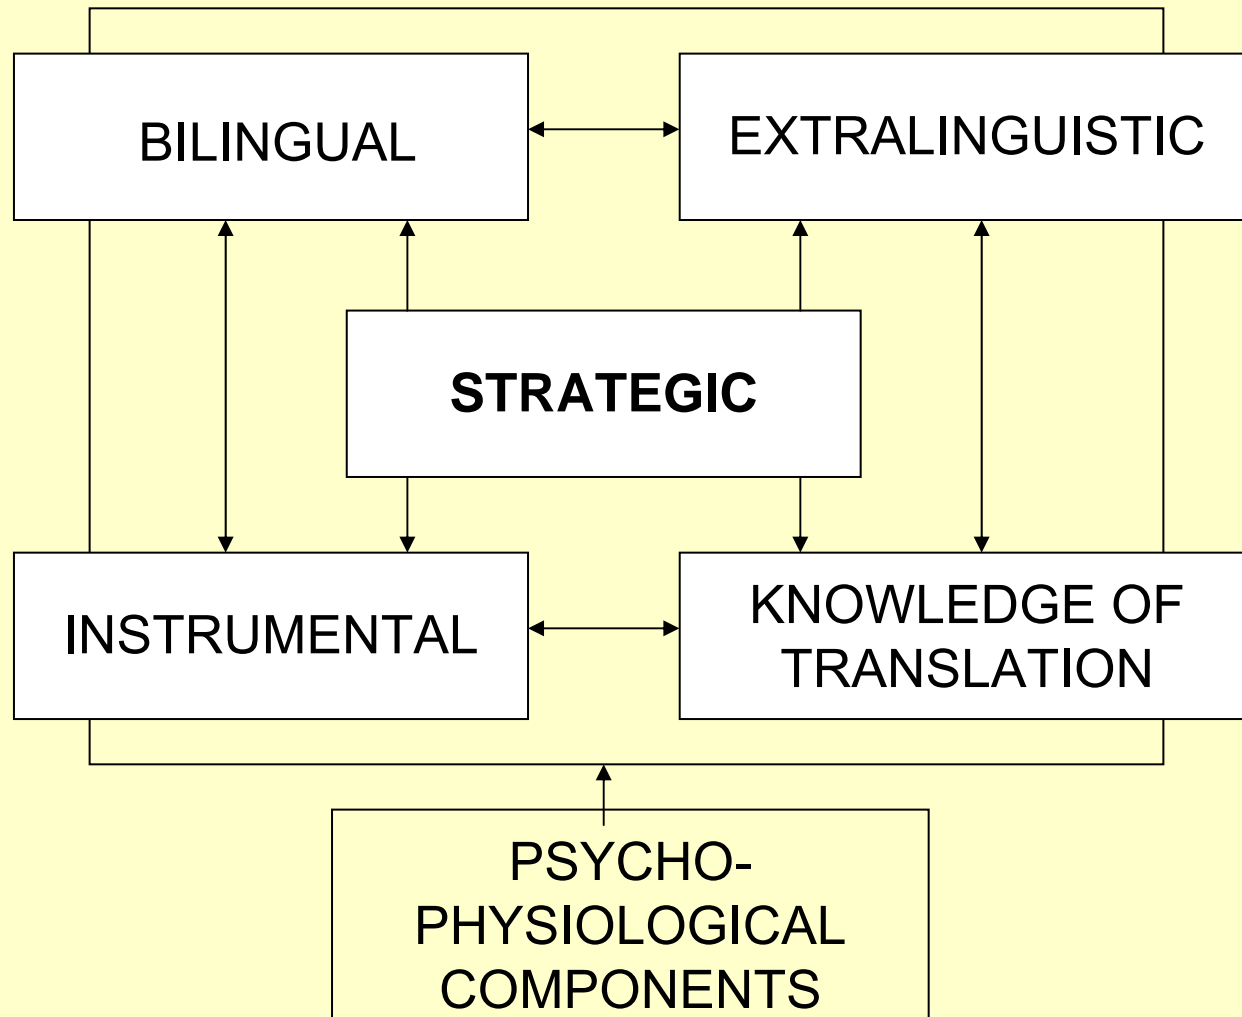 BILINGUAL
EXTRALINGUISTIC
STRATEGIC
INSTRUMENTAL
KNOWLEDGE OF
TRANSLATION
PSYCHO-
PHYSIOLOGICAL
COMPONENTS